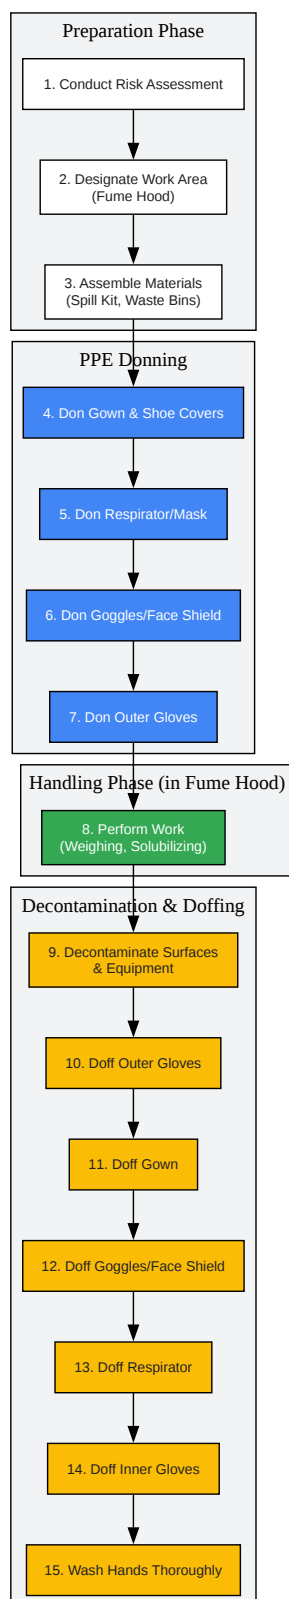 Preparation Phase
1. Conduct Risk Assessment
2. Designate Work Area
(Fume Hood)
3. Assemble Materials
(Spill Kit, Waste Bins)
PPE Donning
4. Don Gown & Shoe Covers
5. Don Respirator/Mask
6. Don Goggles/Face Shield
7. Don Outer Gloves
Handling Phase (in Fume Hood)
8. Perform Work
(Weighing, Solubilizing)
Decontamination & Doffing
9. Decontaminate Surfaces
& Equipment
10. Doff Outer Gloves
11. Doff Gown
12. Doff Goggles/Face Shield
13. Doff Respirator
14. Doff Inner Gloves
15. Wash Hands Thoroughly